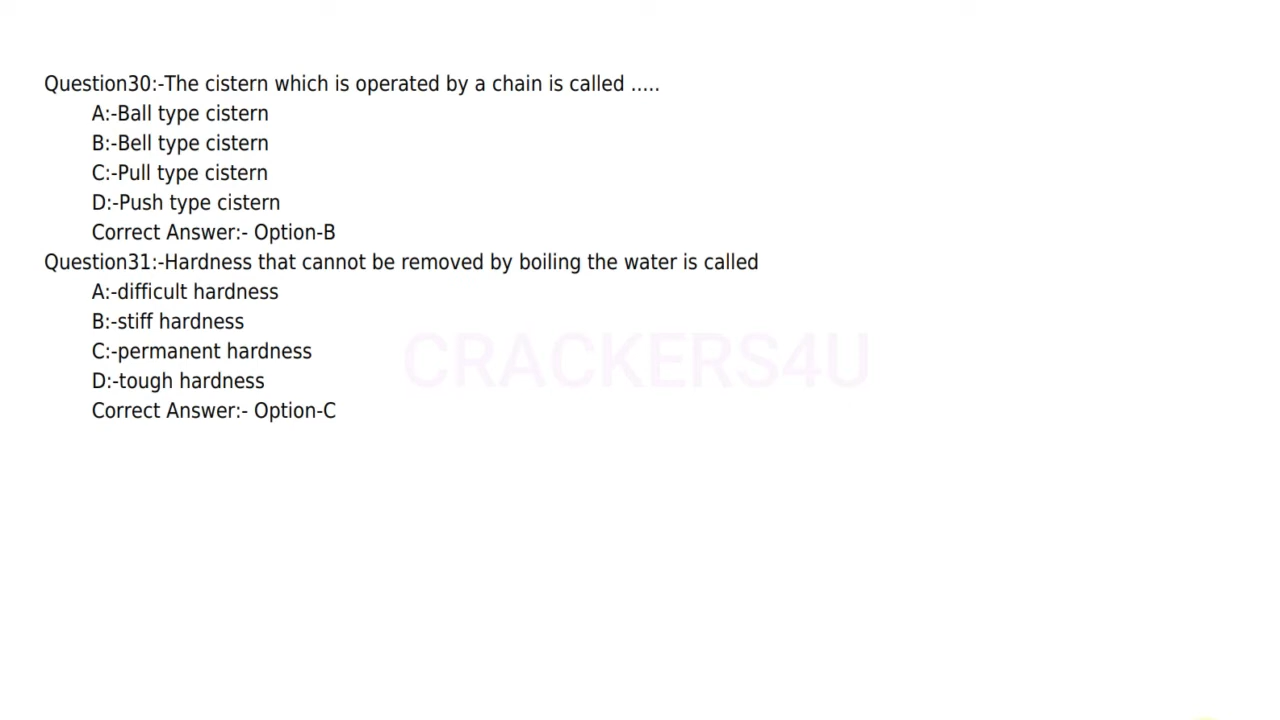 Question30:-The cistern which is operated by a chain is called .....
A:-Ball type cistern
B:-Bell type cistern
C:-Pull type cistern
D:-Push type cistern
Correct Answer:- Option-B
Question31:-Hardness that cannot be removed by boiling the water is called
A:-difficult hardness
B:-stiff hardness
C:-permanent hardness
D:-tough hardness
Correct Answer:- Option-C
CRACKERS4U